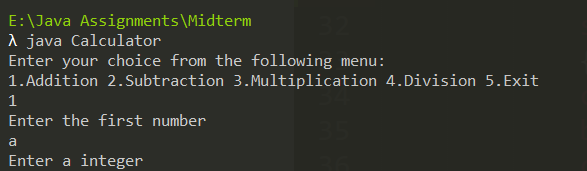 E:\Java Assignments\Midterm
λ java Calculator
Enter your choice from the following menu:
1.Addition 2.Subtraction 3.Multiplication 4.Division 5.Exit
1
Enter the first number
a
Enter a integer